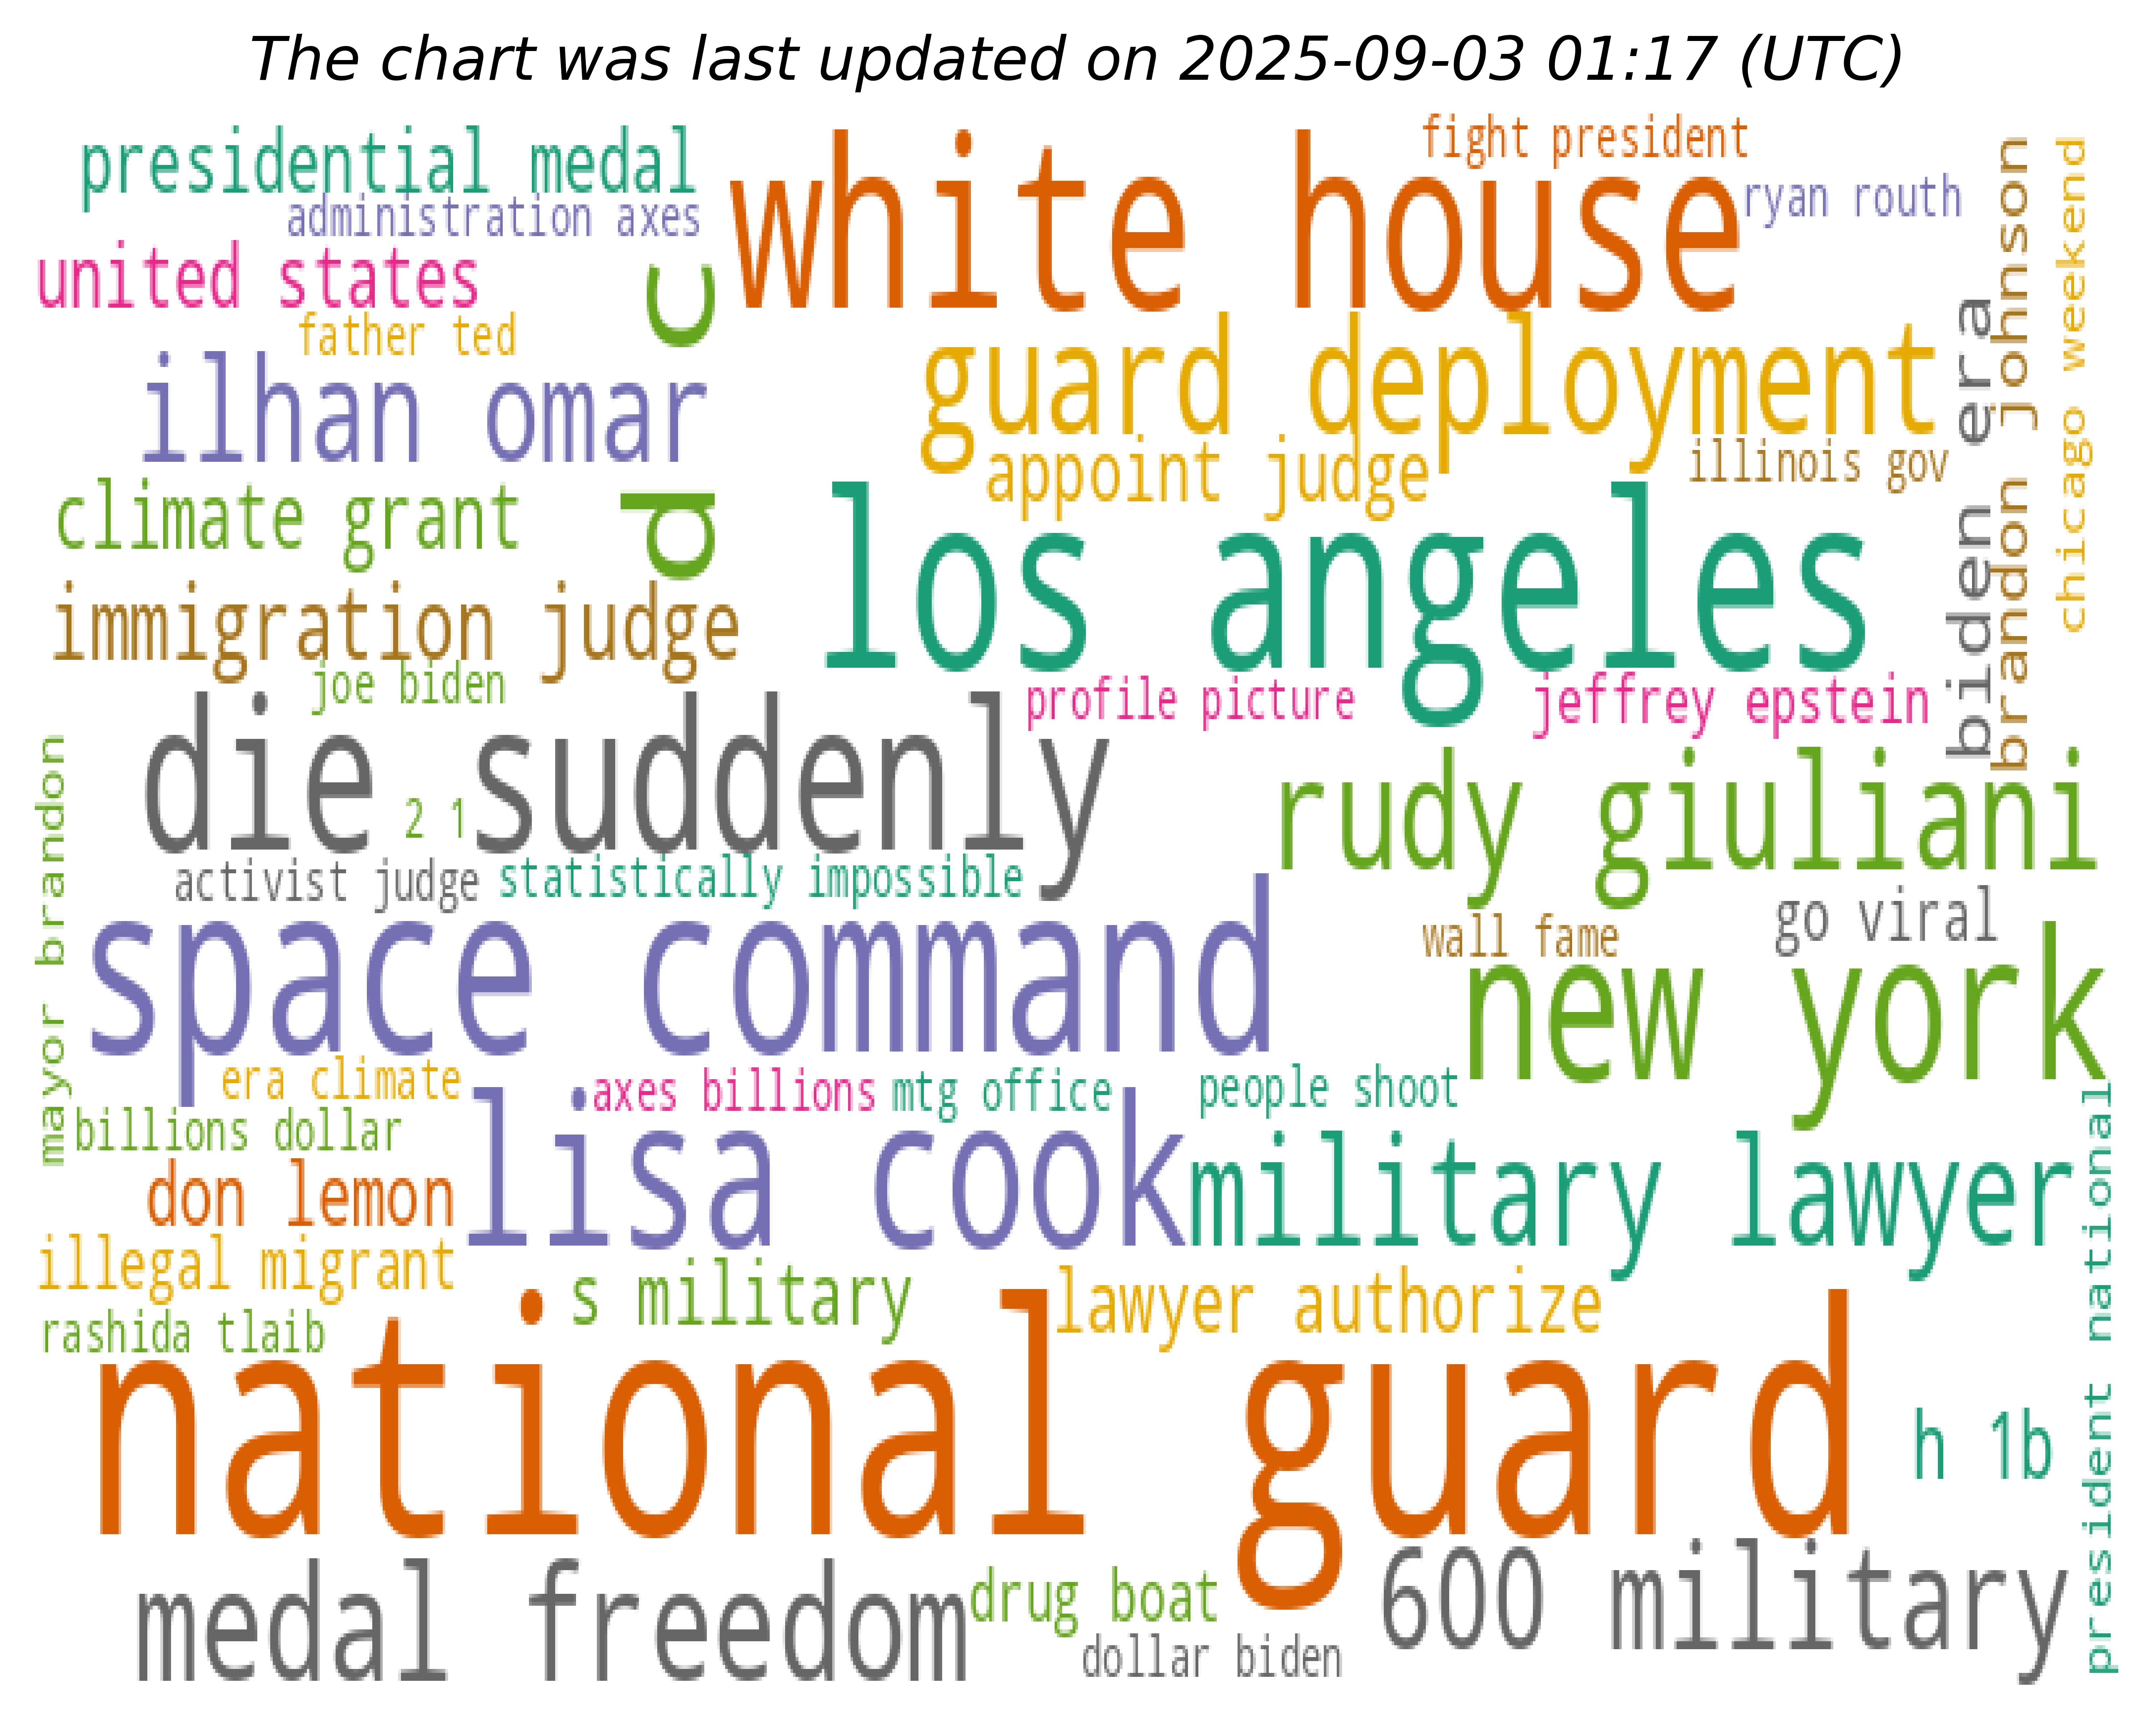 The chart was last updated on 2025-09-03 01:17 (UTC)
presidential medal
white house
fight president
administration axes
ryan routh
united states
father ted
d c
guard deployment
ilhan omar
appoint judge
illinois gov
biden era
brandon johnson
chicago weekend
climate grant
los angeles
immigration judge
joe biden
profile picture
jeffrey epstein
die suddenly
2 1
rudy giuliani
mayor brandon
activist judge
statistically impossible
go viral
wall fame
space command
new york
era climate
axes billions
mtg office
people shoot
billions dollar
lisa cook
military lawyer
don lemon
illegal migrant
s military
lawyer authorize
rashida tlaib
national guard
h 1b
president national
medal freedom
drug boat
600 military
dollar biden